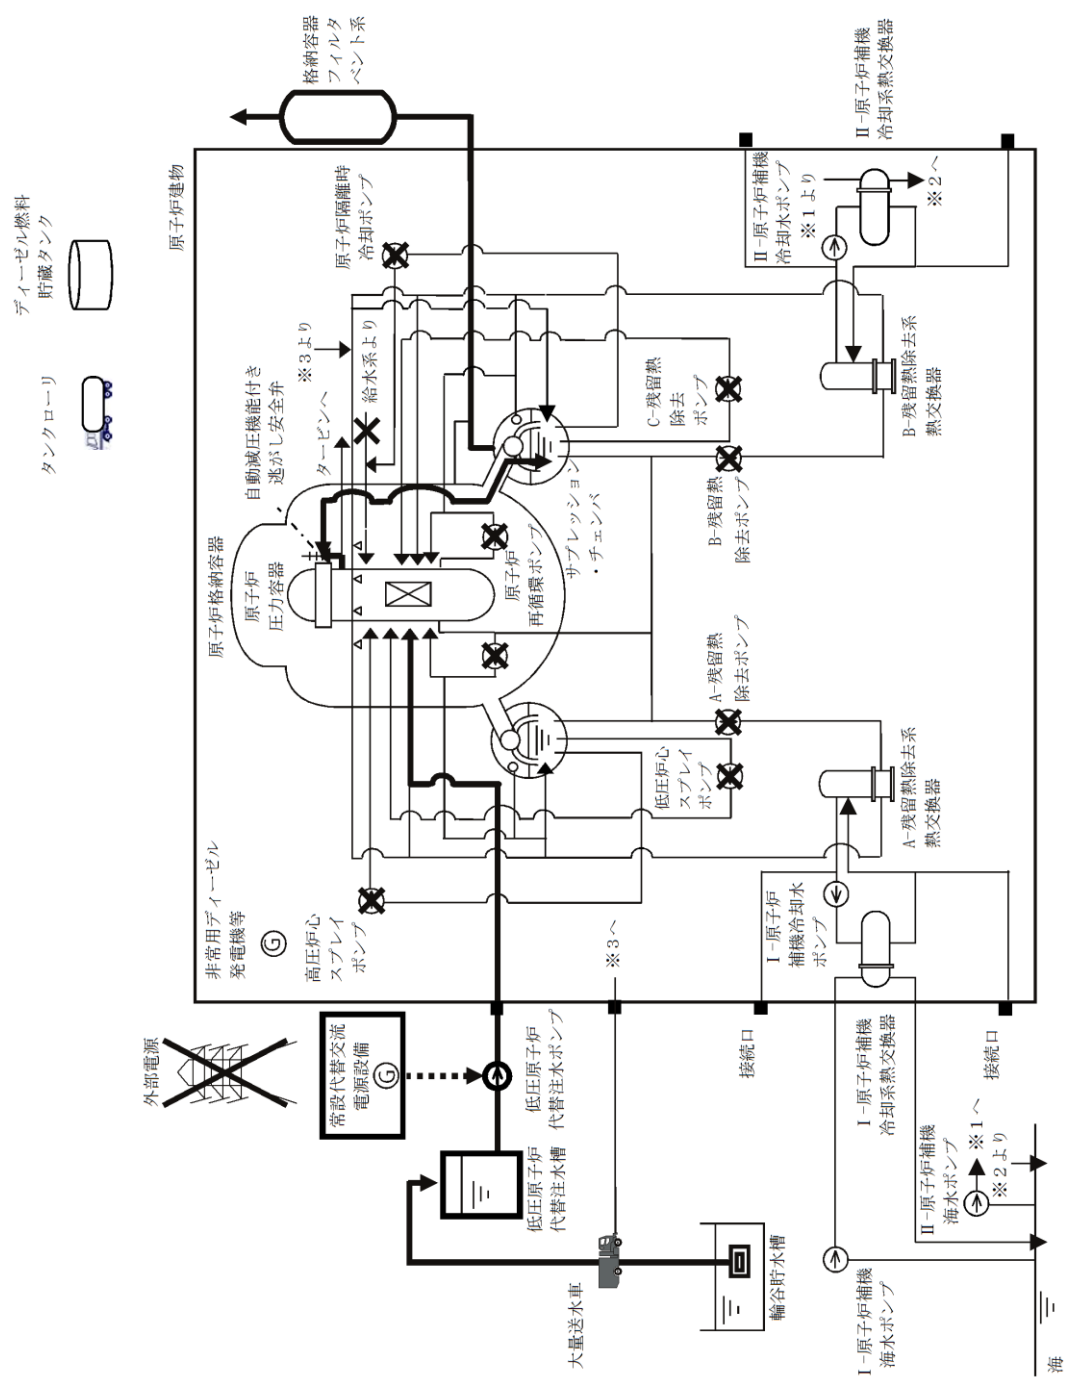 ディーゼル燃料
貯蔵タンク
タンクローリ
外部電源
原子炉建物
格納容器
フィルタ
ベント系
非常用ディーゼル
発電機等
G
原子炉格納容器
原子炉
圧力容器
自動減圧機能付き
逃がし安全弁
タービンへ
※3より
給水系より
原子炉隔離時
冷却ポンプ
常設代替交流
電源設備
G
高圧炉心
スプレイ
ポンプ
低圧原子炉
代替注水槽
低圧原子炉
代替注水ポンプ
原子炉
再循環ポンプ
サプレッション
・チェンバ
大量送水車
※3へ
低圧炉心
スプレイ
ポンプ
A-残留熱
除去ポンプ
B-残留熱
除去ポンプ
C-残留熱
除去
ポンプ
輪谷貯水槽
接続口
Ⅰ-原子炉
補機冷却水
ポンプ
Ⅱ-原子炉補機
冷却水ポンプ
※1より
※2へ
Ⅰ-原子炉補機
海水ポンプ
Ⅱ-原子炉補機
海水ポンプ
※1へ
※2より
Ⅰ-原子炉補機
冷却系熱交換器
A-残留熱除去系
熱交換器
B-残留熱除去系
熱交換器
Ⅱ-原子炉補機
冷却系熱交換器
接続口
海